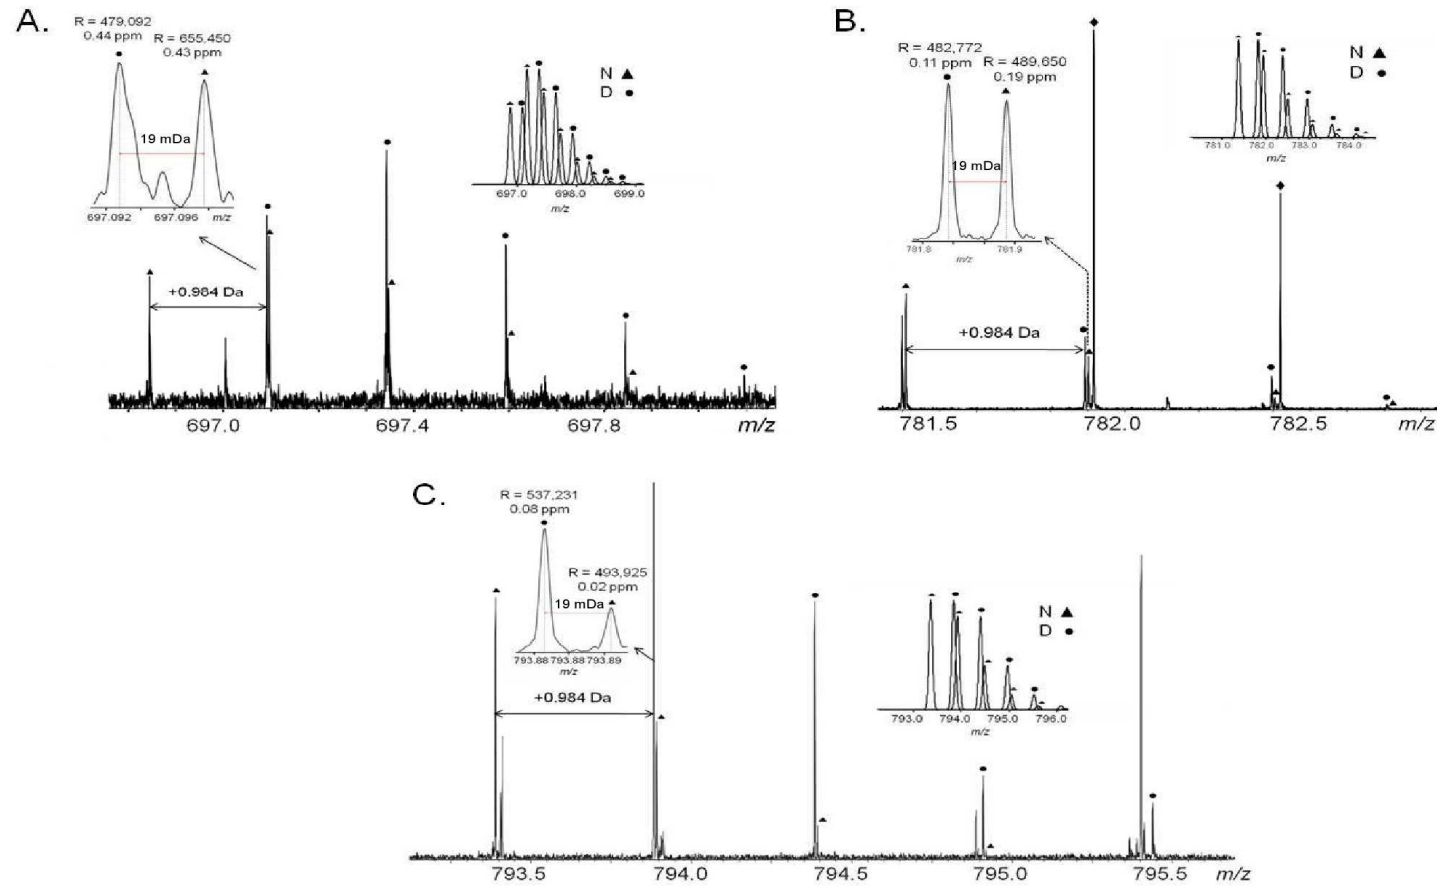 A.
R = 479,092
0.44 ppm
R = 655,450
0.43 ppm
19 mDa
697.092 697.096 m/z
N ▲
D ●
697.0 698.0 699.0
m/z
+0.984 Da
697.0 697.4 697.8 m/z
B.
R = 482,772
0.11 ppm
R = 489,650
0.19 ppm
19 mDa
781.8 781.9
m/z
N ▲
D ●
781.0 782.0 783.0 784.0
m/z
+0.984 Da
781.5 782.0 782.5 m/z
C.
R = 537,231
0.08 ppm
R = 493,925
0.02 ppm
19 mDa
793.88 793.88 793.89
m/z
N ▲
D ●
793.0 794.0 795.0 796.0
m/z
+0.984 Da
793.5 794.0 794.5 795.0 795.5 m/z